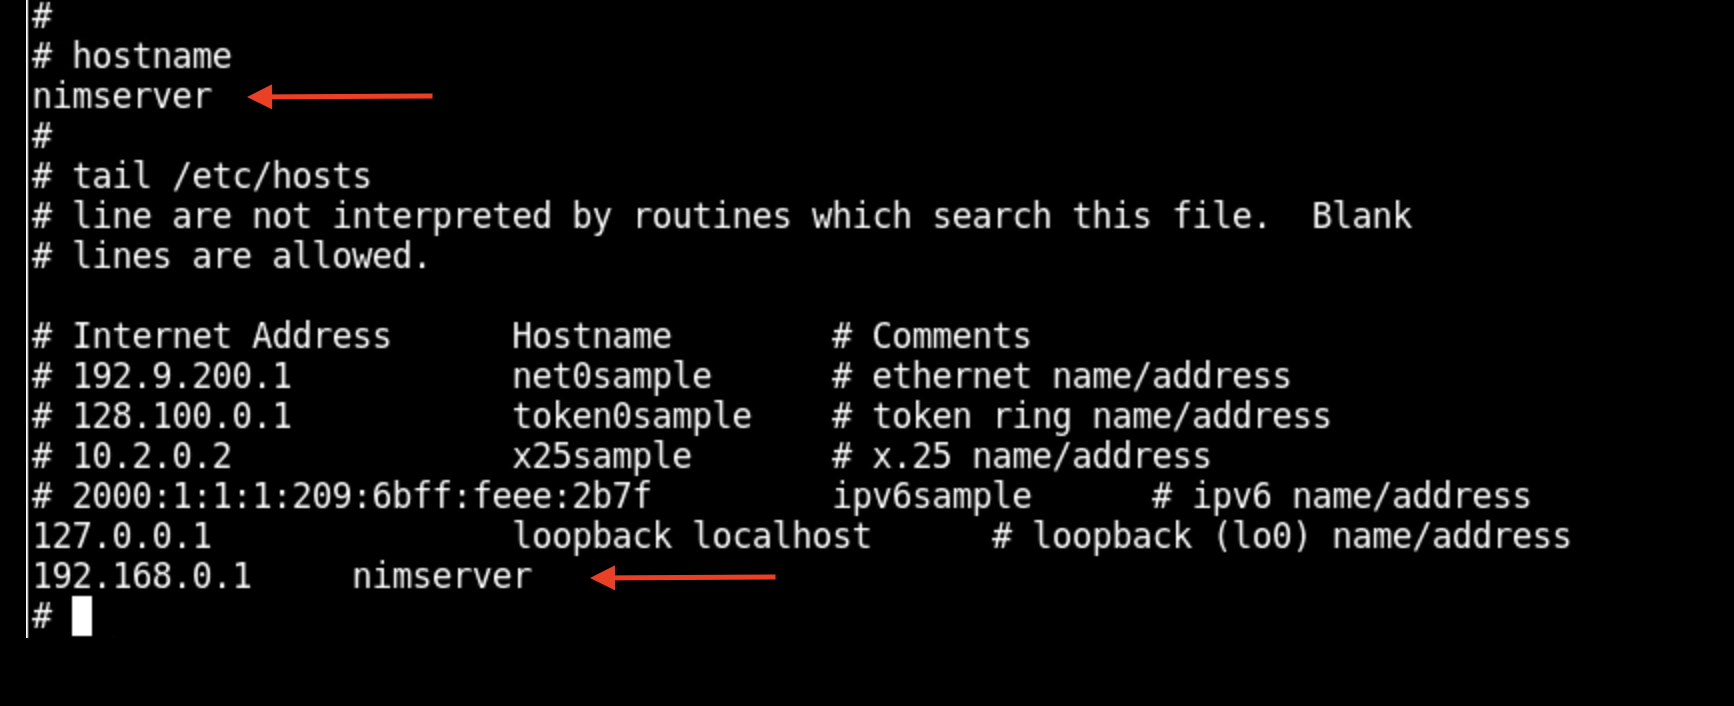 #
# hostname
nimserver
#
# tail /etc/hosts
# line are not interpreted by routines which search this file.  Blank
# lines are allowed.
# Internet Address      Hostname        # Comments
# 192.9.200.1           net0sample      # ethernet name/address
# 128.100.0.1           token0sample    # token ring name/address
# 10.2.0.2              x25sample       # x.25 name/address
# 2000:1:1:1:209:6bff:feee:2b7f         ipv6sample      # ipv6 name/address
127.0.0.1               loopback localhost      # loopback (lo0) name/address
192.168.0.1     nimserver
#